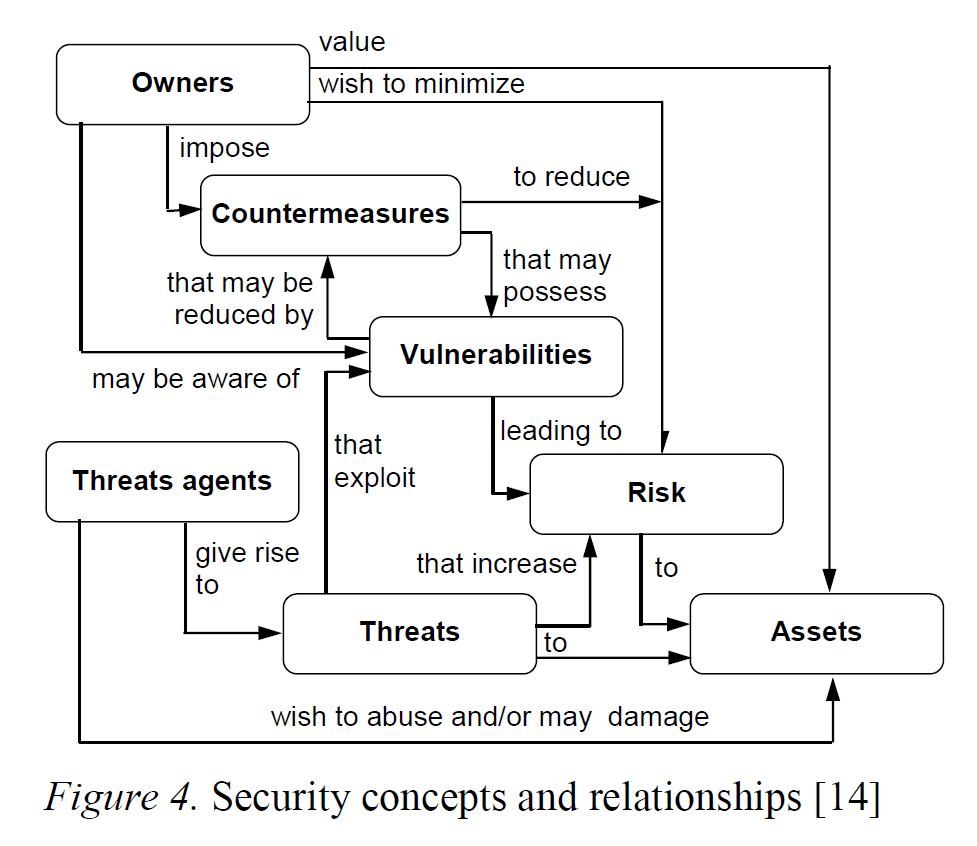 value
Owners
wish to minimize
impose
to reduce
Countermeasures
that may be
reduced by
that may
possess
Vulnerabilities
may be aware of
that
exploit
leading to
Threats agents
Risk
give rise
to
that increase
to
Threats
to
Assets
wish to abuse and/or may damage
Figure 4. Security concepts and relationships [14]